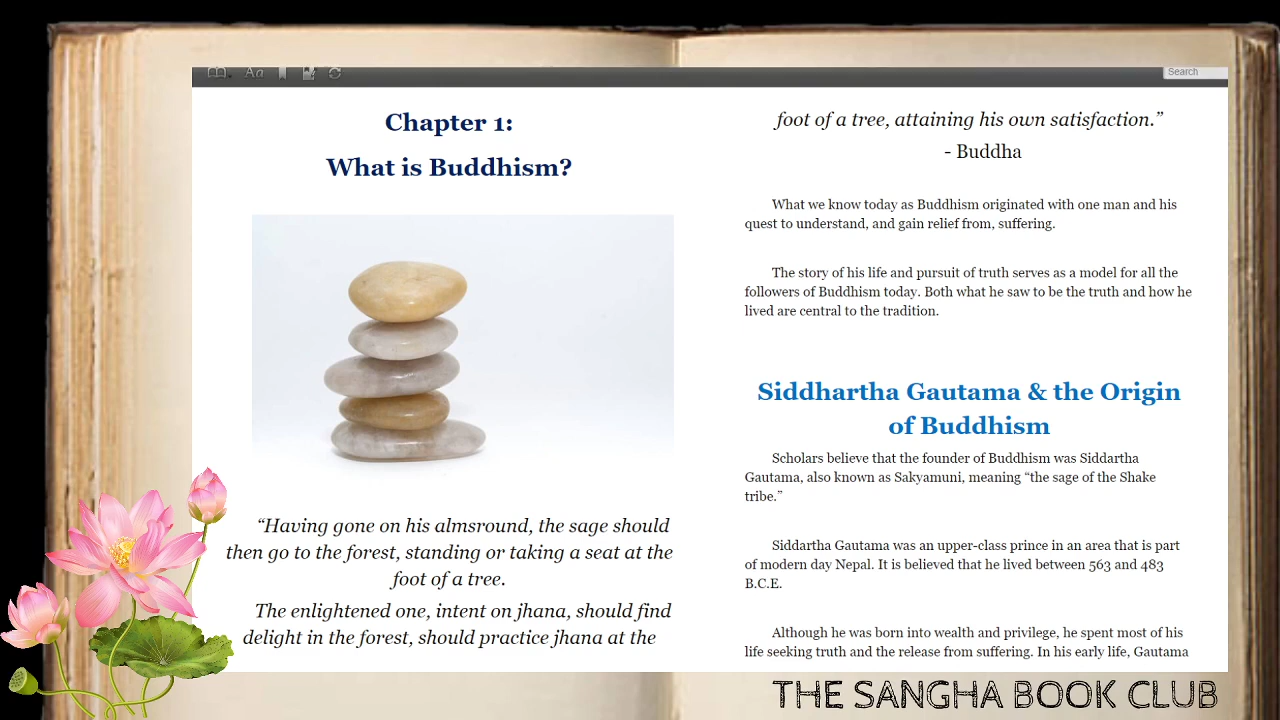 Aa
Search
Chapter 1:
What is Buddhism?
“Having gone on his almsround, the sage should
then go to the forest, standing or taking a seat at the
foot of a tree.
The enlightened one, intent on jhana, should find
delight in the forest, should practice jhana at the
foot of a tree, attaining his own satisfaction.”
- Buddha
What we know today as Buddhism originated with one man and his
quest to understand, and gain relief from, suffering.
The story of his life and pursuit of truth serves as a model for all the
followers of Buddhism today. Both what he saw to be the truth and how he
lived are central to the tradition.
Siddhartha Gautama & the Origin
of Buddhism
Scholars believe that the founder of Buddhism was Siddartha
Gautama, also known as Sakyamuni, meaning “the sage of the Shake
tribe.”
Siddartha Gautama was an upper-class prince in an area that is part
of modern day Nepal. It is believed that he lived between 563 and 483
B.C.E.
Although he was born into wealth and privilege, he spent most of his
life seeking truth and the release from suffering. In his early life, Gautama
THE SANGHA BOOK CLUB